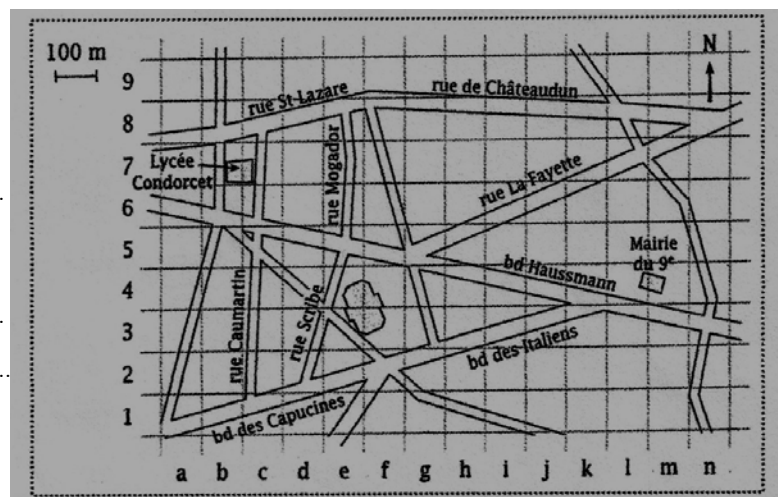 100 m
N
9
8
7
6
5
4
3
2
1
rue St-Lazare
rue de Châteaudun
Lycée
Condorcet
rue Mogador
rue La Fayette
Mairie
du 9e
bd Haussmann
rue Caumartin
rue Scribe
bd des Italiens
bd des Capucines
a b c d e f g h i j k l m n